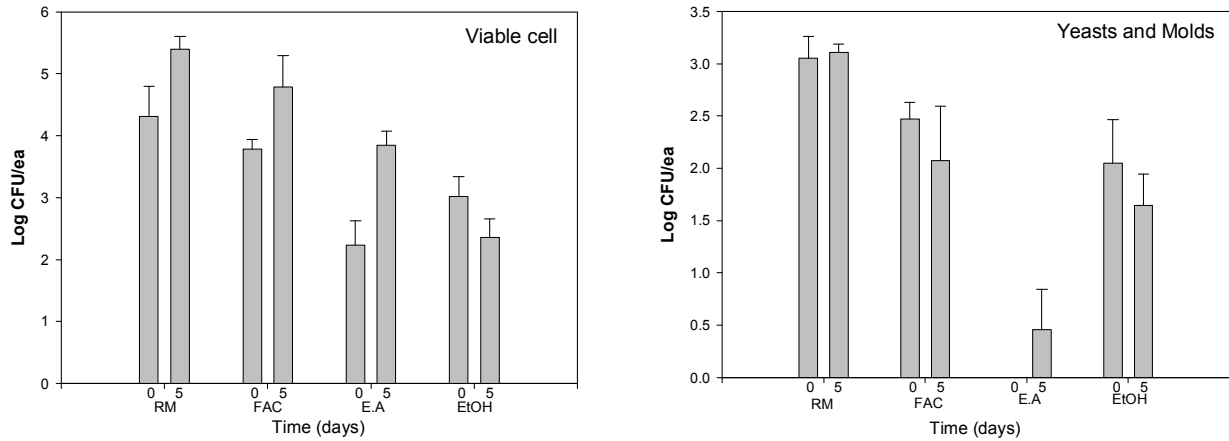 Viable cell
Log CFU/ea
6
5
4
3
2
1
0
0 5 0 5 0 5 0 5
RM FAC E.A EtOH
Time (days)
Yeasts and Molds
Log CFU/ea
3.5
3.0
2.5
2.0
1.5
1.0
0.5
0.0
0 5 0 5 0 5 0 5
RM FAC E.A EtOH
Time (days)